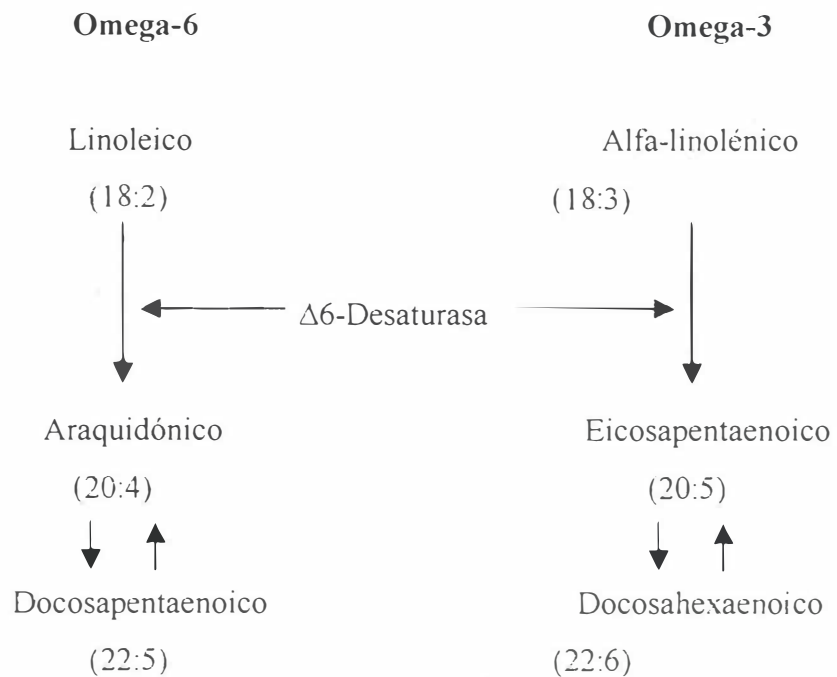 Omega-6 Omega-3
Linoleico Alfa-linolénico
(18:2) (18:3)
Δ6-Desaturasa
Araquidónico Eicosapentaenoico
(20:4) (20:5)
Docosapentaenoico Docosahexaenoico
(22:5) (22:6)